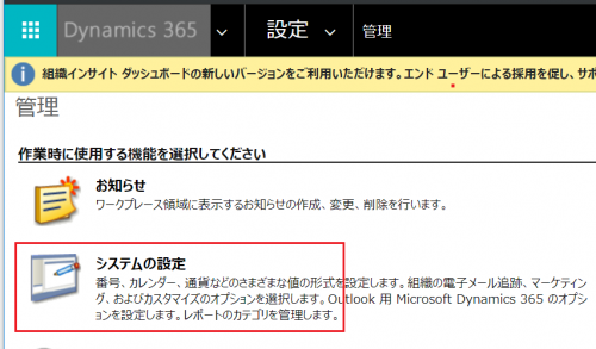 Dynamics 365 設定 管理
組織インサイト ダッシュボードの新しいバージョンをご利用いただけます。エンド ユーザーによる採用を促し、サポ
管理
作業時に使用する機能を選択してください
お知らせ
ワークプレース領域に表示するお知らせの作成、変更、削除を行います。
システムの設定
番号、カレンダー、通貨などのさまざまな値の形式を設定します。組織の電子メール追跡、マーケティン
グ、およびカスタマイズのオプションを選択します。Outlook 用 Microsoft Dynamics 365 のオプシ
ョンを設定します。レポートのカテゴリを管理します。